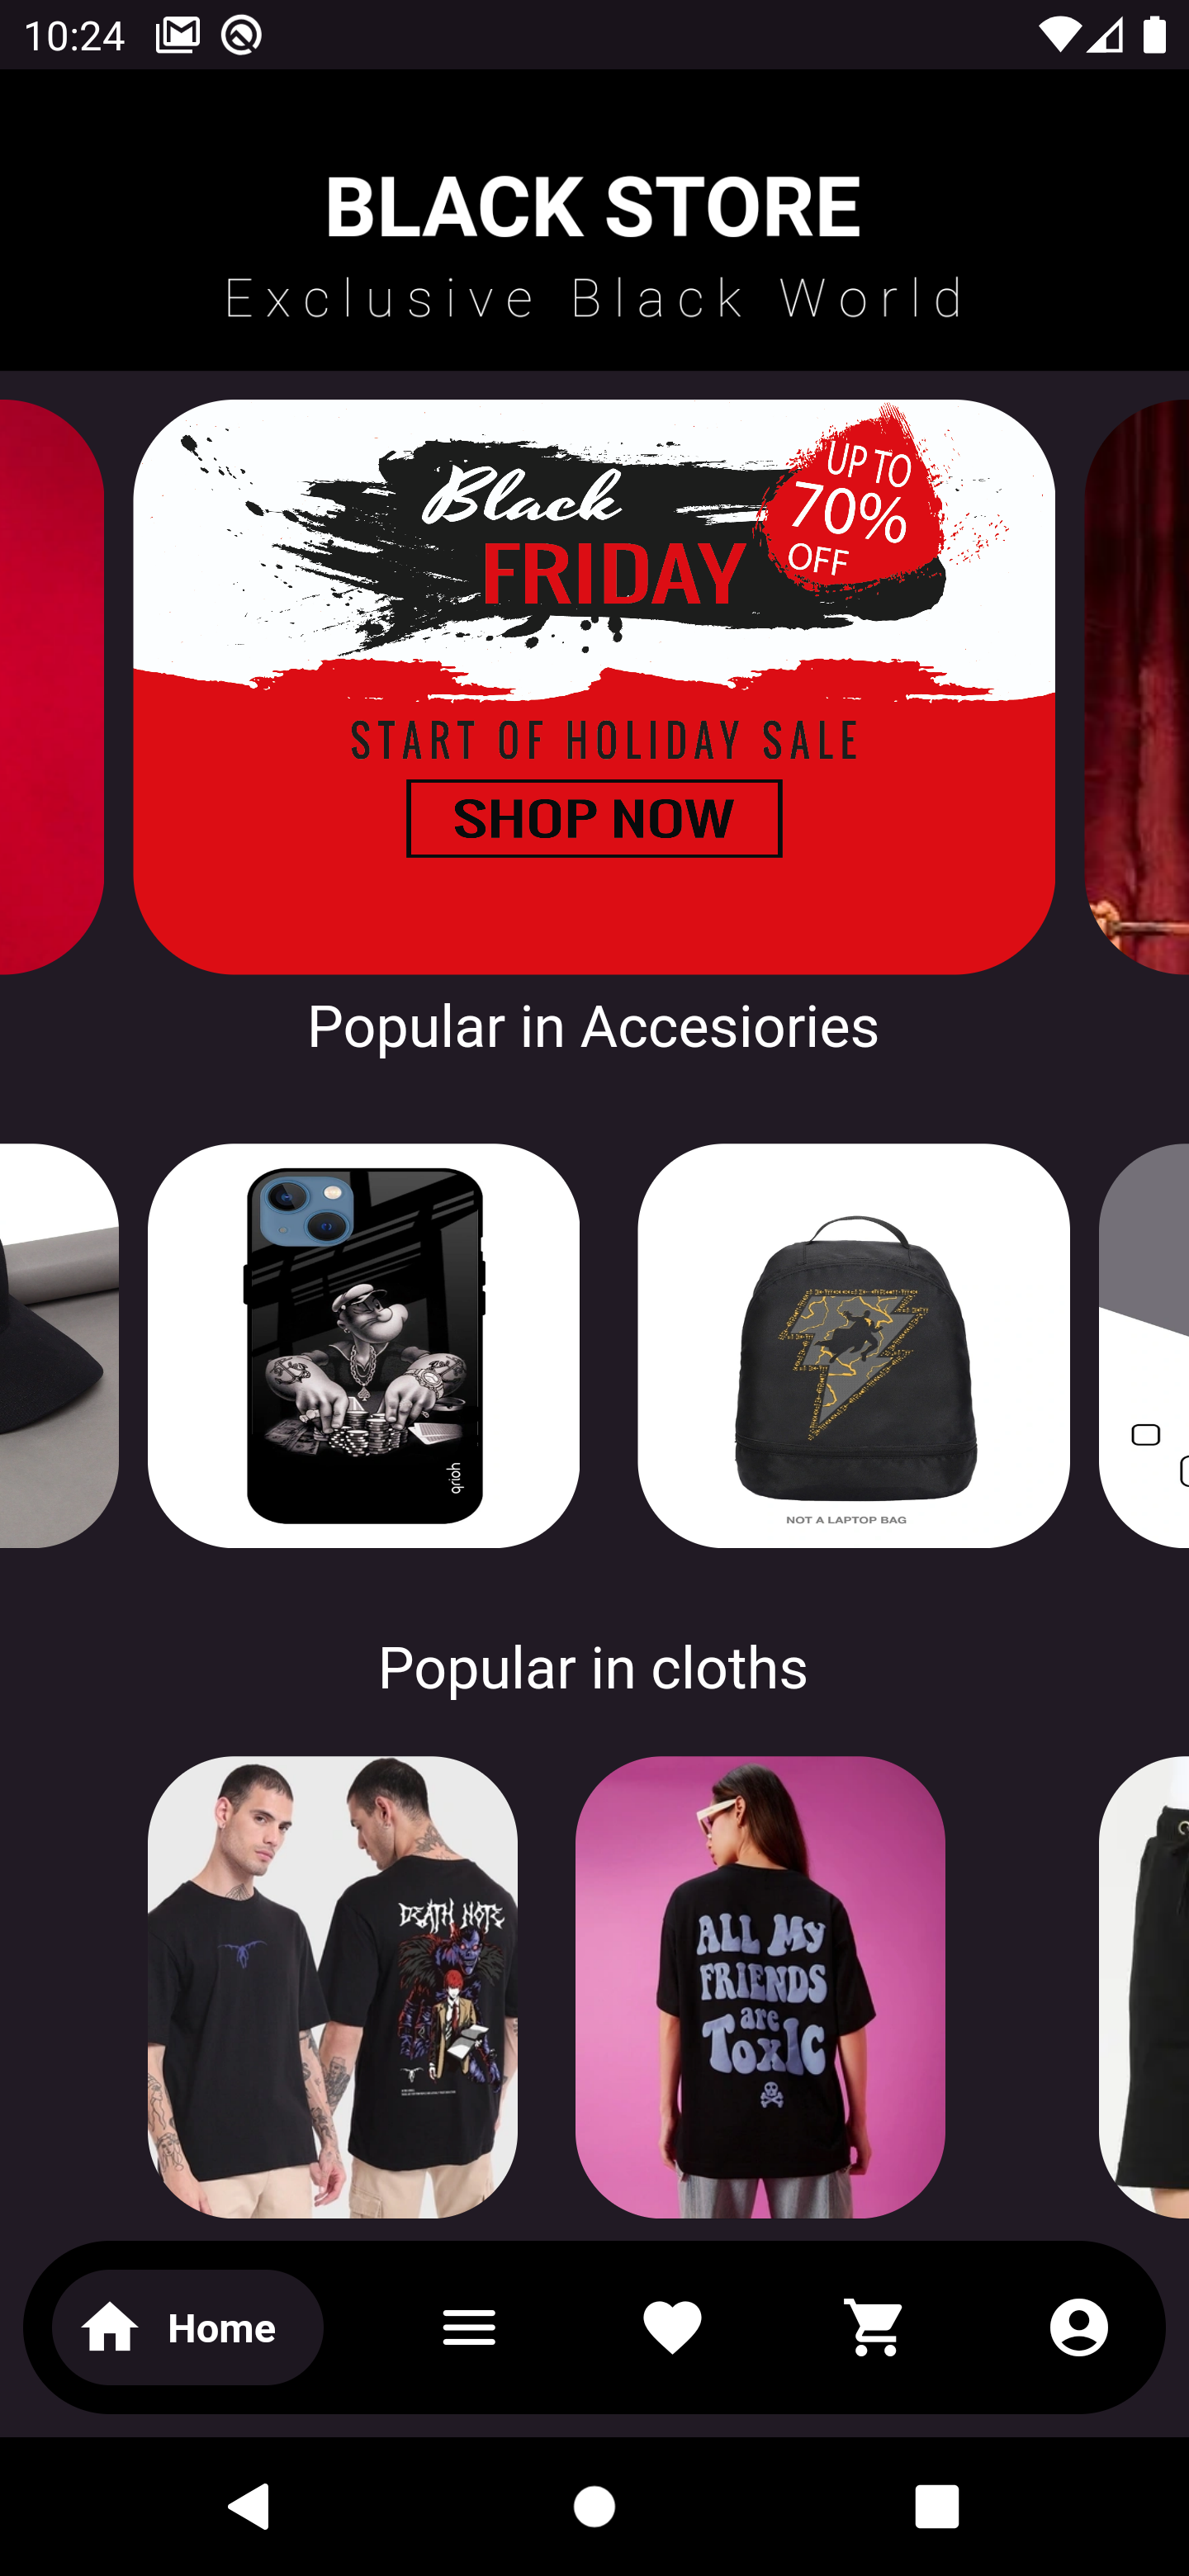 10:24
BLACK STORE
Exclusive Black World
Black
FRIDAY
UP TO
70%
OFF
START OF HOLIDAY SALE
SHOP NOW
Popular in Accesiories
qrioh
NOT A LAPTOP BAG
Popular in cloths
DEATH NOTE
ALL My
FRIENDS
are
ToxIc
Home